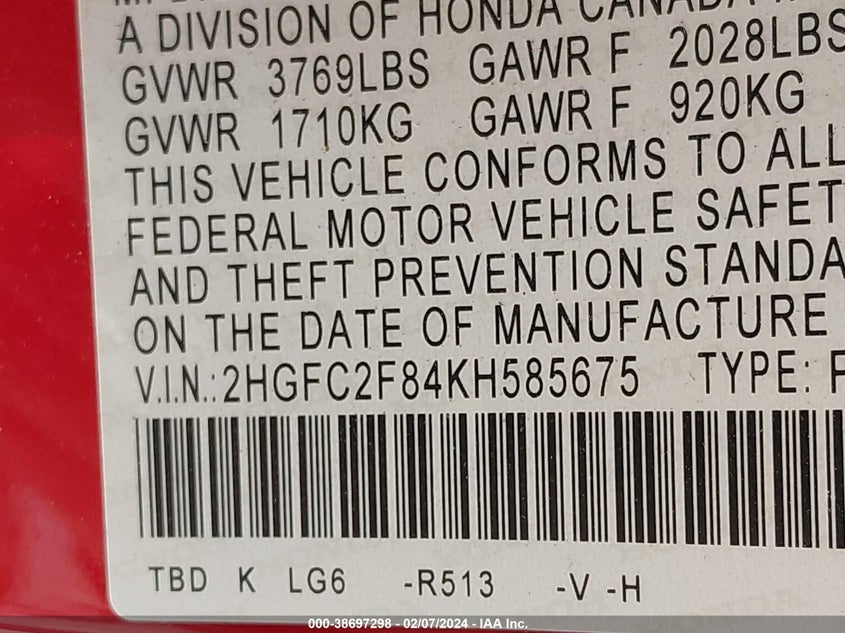 A DIVISION OF HONDA CANADA
GVWR 3769LBS GAWR F 2028LBS
GVWR 1710KG GAWR F 920KG
THIS VEHICLE CONFORMS TO ALL
FEDERAL MOTOR VEHICLE SAFET
AND THEFT PREVENTION STANDA
ON THE DATE OF MANUFACTURE
V.I.N.:2HGFC2F84KH585675 TYPE: P
TBD K LG6 -R513 -V -H
000-38697298 - 02/07/2024 - IAA Inc.